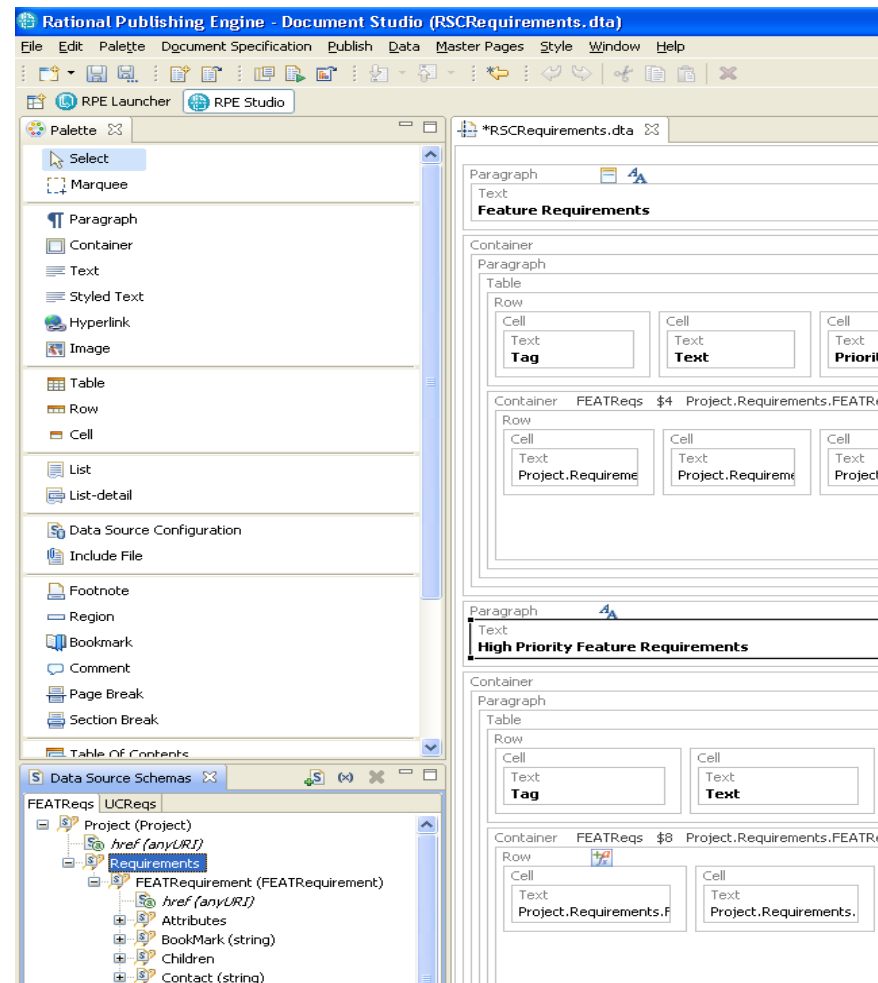 Rational Publishing Engine - Document Studio (RSCRequirements.dta)
File Edit Palette Document Specification Publish Data Master Pages Style Window Help
RPE Launcher RPE Studio
Palette
Select
Marquee
Paragraph
Container
Text
Styled Text
Hyperlink
Image
Table
Row
Cell
List
List-detail
Data Source Configuration
Include File
Footnote
Region
Bookmark
Comment
Page Break
Section Break
Table Of Contents
Data Source Schemas
FEATReqs UCReqs
Project (Project)
href (anyURI)
Requirements
FEATRequirement (FEATRequirement)
href (anyURI)
Attributes
BookMark (string)
Children
Contact (string)
*RSCRequirements.dta
Paragraph
Text
Feature Requirements
Container
Paragraph
Table
Row
Cell Cell Cell
Text Text Text
Tag Text Priorit
Container FEATReqs $4 Project.Requirements.FEATRe
Row
Cell Cell Cell
Text Text Text
Project.Requireme Project.Requireme Project
Paragraph
Text
High Priority Feature Requirements
Container
Paragraph
Table
Row
Cell Cell
Text Text
Tag Text
Container FEATReqs $8 Project.Requirements.FEATRe
Row
Cell Cell
Text Text
Project.Requirements.F Project.Requirements.